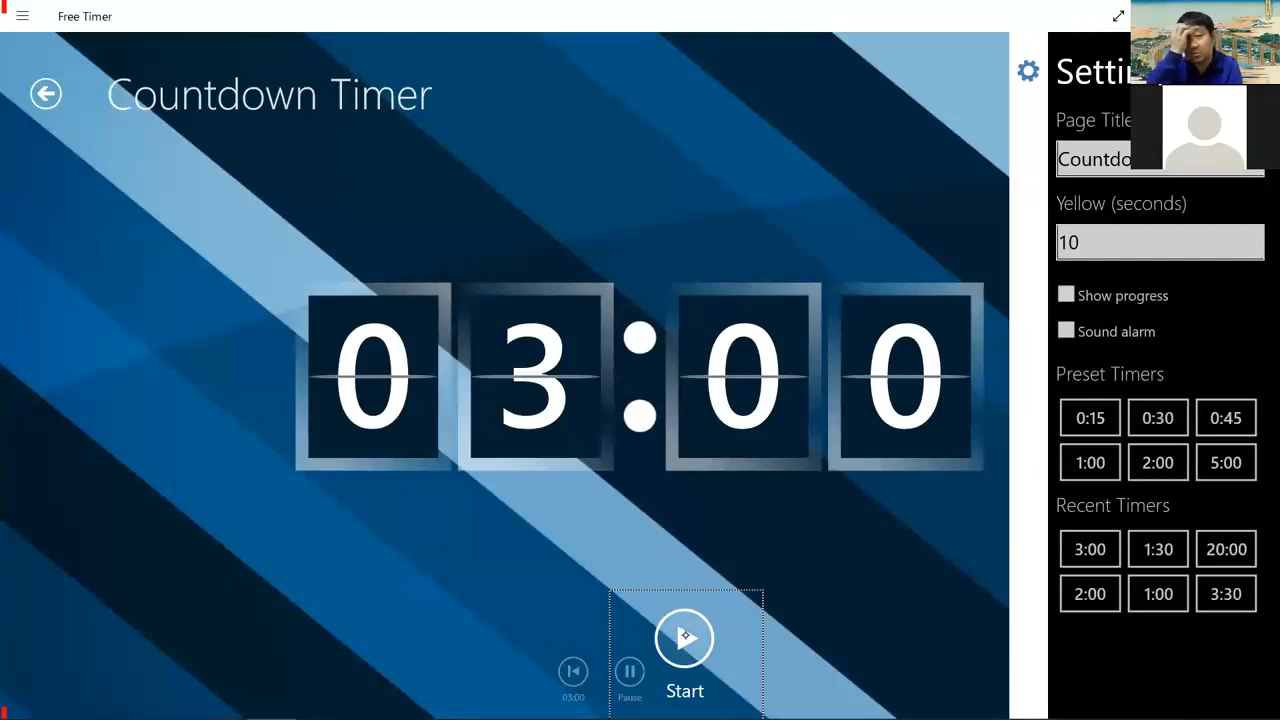 Free Timer
Countdown Timer
03:00
03:00
Pause
Start
Page Title
Countdo
Yellow (seconds)
10
Show progress
Sound alarm
Preset Timers
0:15 0:30 0:45
1:00 2:00 5:00
Recent Timers
3:00 1:30 20:00
2:00 1:00 3:30